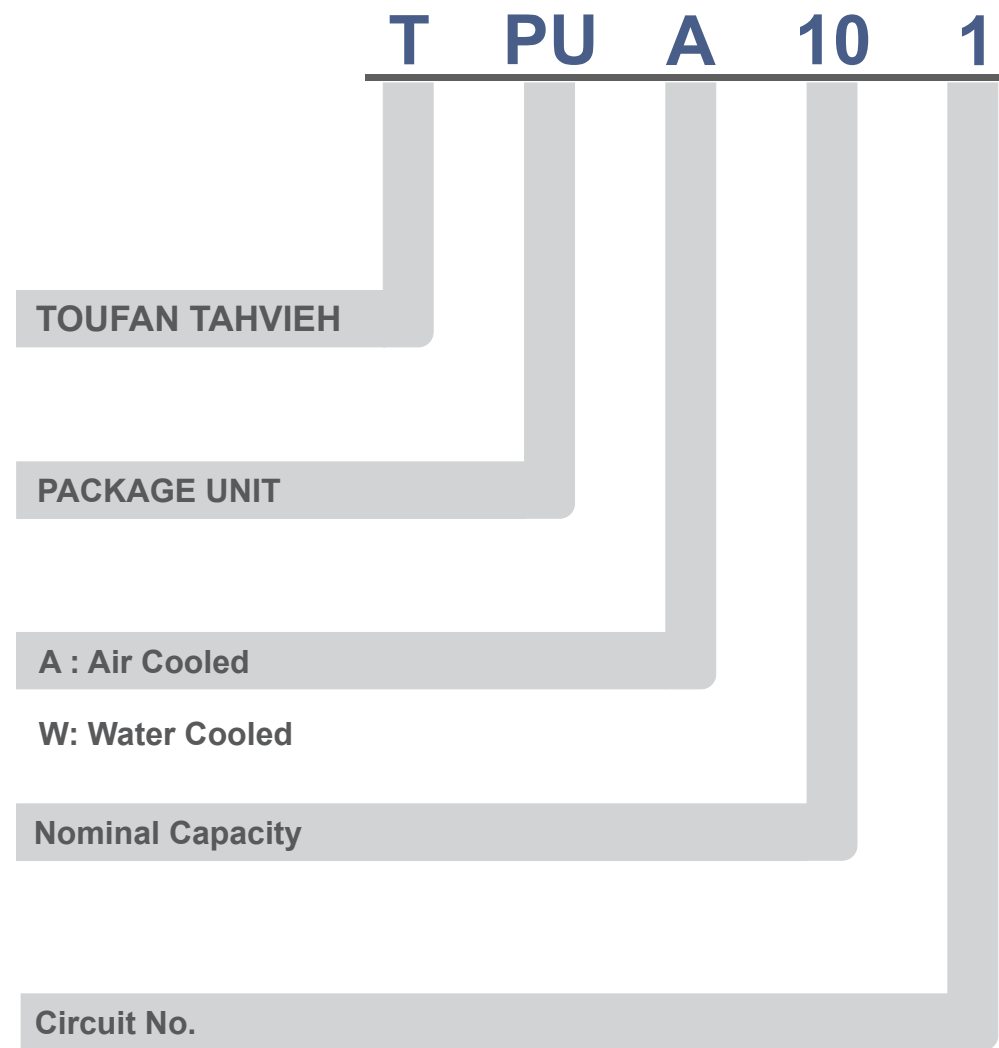 T PU A 10 1
TOUFAN TAHVIEH
PACKAGE UNIT
A : Air Cooled
W: Water Cooled
Nominal Capacity
Circuit No.